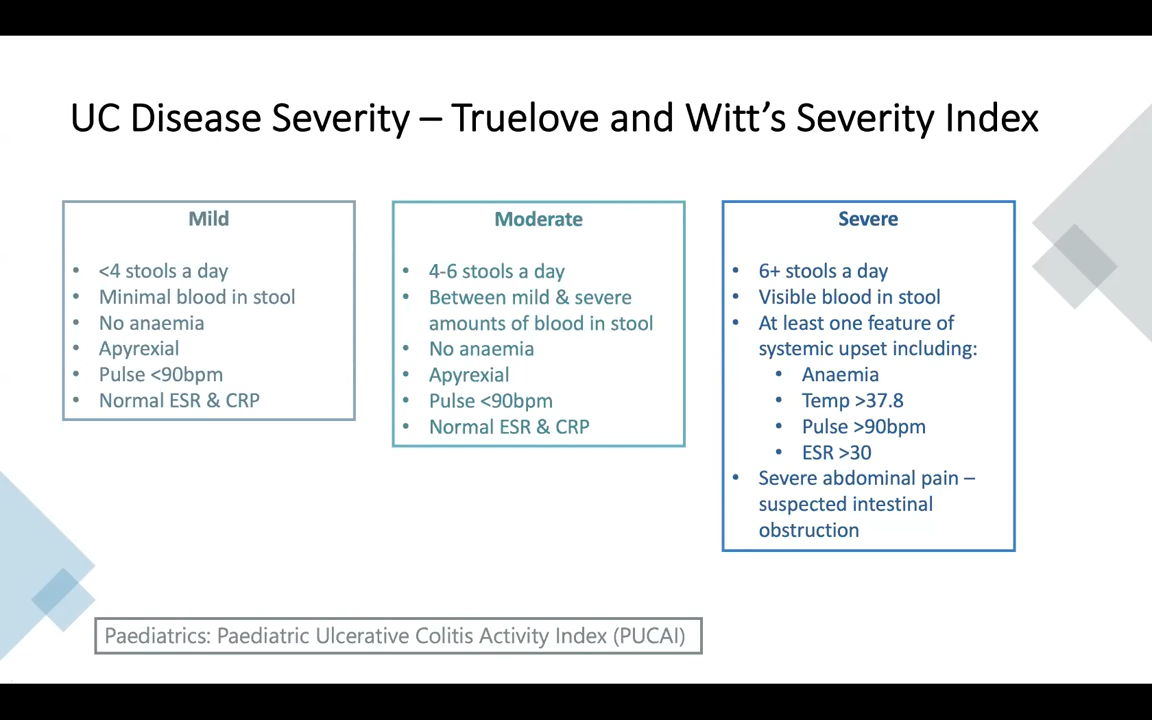 UC Disease Severity – Truelove and Witt’s Severity Index
Mild
• <4 stools a day
• Minimal blood in stool
• No anaemia
• Apyrexial
• Pulse <90bpm
• Normal ESR & CRP
Moderate
• 4-6 stools a day
• Between mild & severe
amounts of blood in stool
• No anaemia
• Apyrexial
• Pulse <90bpm
• Normal ESR & CRP
Severe
• 6+ stools a day
• Visible blood in stool
• At least one feature of
systemic upset including:
• Anaemia
• Temp >37.8
• Pulse >90bpm
• ESR >30
• Severe abdominal pain –
suspected intestinal
obstruction
Paediatrics: Paediatric Ulcerative Colitis Activity Index (PUCAI)